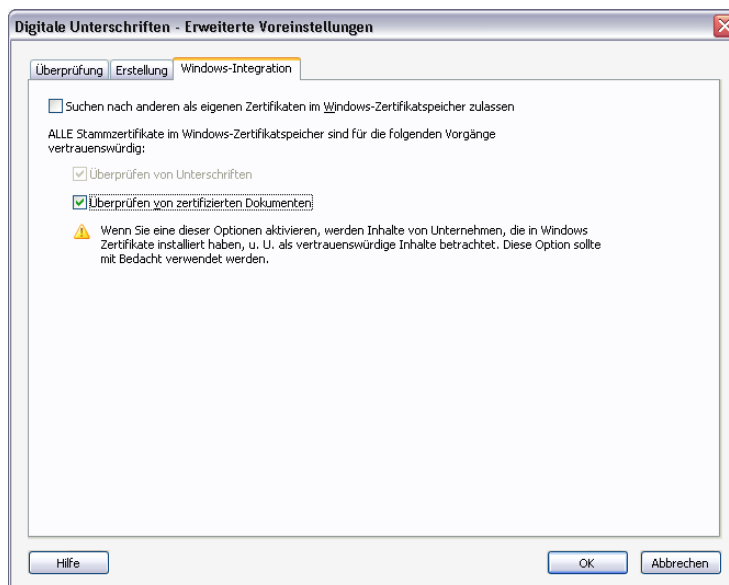 Digitale Unterschriften - Erweiterte Voreinstellungen
Überprüfung Erstellung Windows-Integration
Suchen nach anderen als eigenen Zertifikaten im Windows-Zertifikatspeicher zulassen
ALLE Stammzertifikate im Windows-Zertifikatspeicher sind für die folgenden Vorgänge
vertrauenswürdig:
Überprüfen von Unterschriften
Überprüfen von zertifizierten Dokumenten
Wenn Sie eine dieser Optionen aktivieren, werden Inhalte von Unternehmen, die in Windows
Zertifikate installiert haben, u. U. als vertrauenswürdige Inhalte betrachtet. Diese Option sollte
mit Bedacht verwendet werden.
Hilfe OK Abbrechen